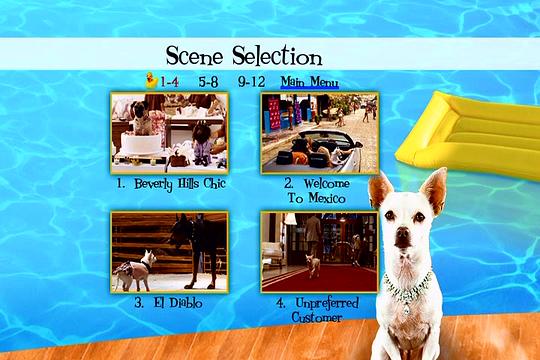 Scene Selection
1-4 5-8 9-12 Main Menu
1. Beverly Hills Chic
2. Welcome
To Mexico
3. El Diablo
4. Unpreferred
Customer